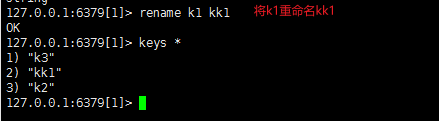 string
127.0.0.1:6379[1]> rename k1 kk1 将k1重命名kk1
OK
127.0.0.1:6379[1]> keys *
1) "k3"
2) "kk1"
3) "k2"
127.0.0.1:6379[1]>